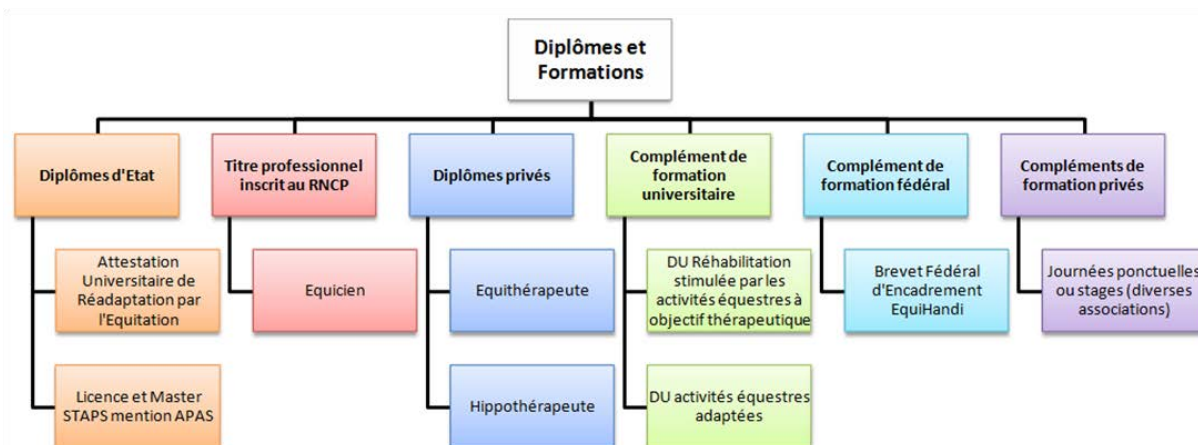 Diplômes et
Formations
Diplômes d'Etat
Titre professionnel
inscrit au RNCP
Diplômes privés
Complément de
formation
universitaire
Complément de
formation fédéral
Compléments de
formation privés
Attestation
Universitaire de
Réadaptation par
l'Equitation
Equicien
Equithérapeute
DU Réhabilitation
stimulée par les
activités équestres à
objectif thérapeutique
Brevet Fédéral
d'Encadrement
EquiHandi
Journées ponctuelles
ou stages (diverses
associations)
Licence et Master
STAPS mention APAS
Hippothérapeute
DU activités équestres
adaptées